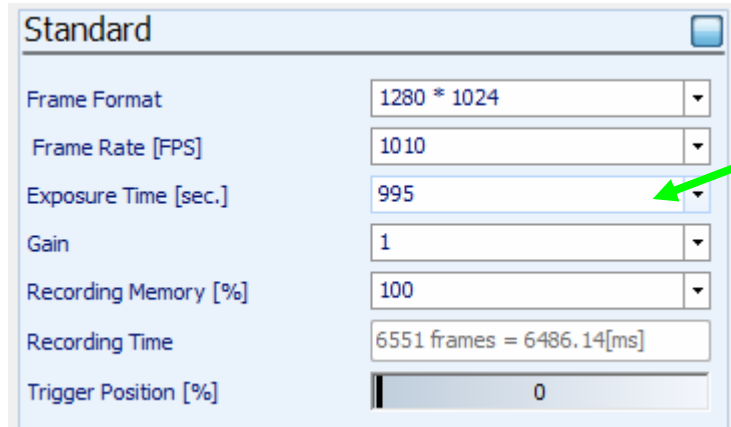 Standard
Frame Format 1280 * 1024
Frame Rate [FPS] 1010
Exposure Time [sec.] 995
Gain 1
Recording Memory [%] 100
Recording Time 6551 frames = 6486.14[ms]
Trigger Position [%] 0